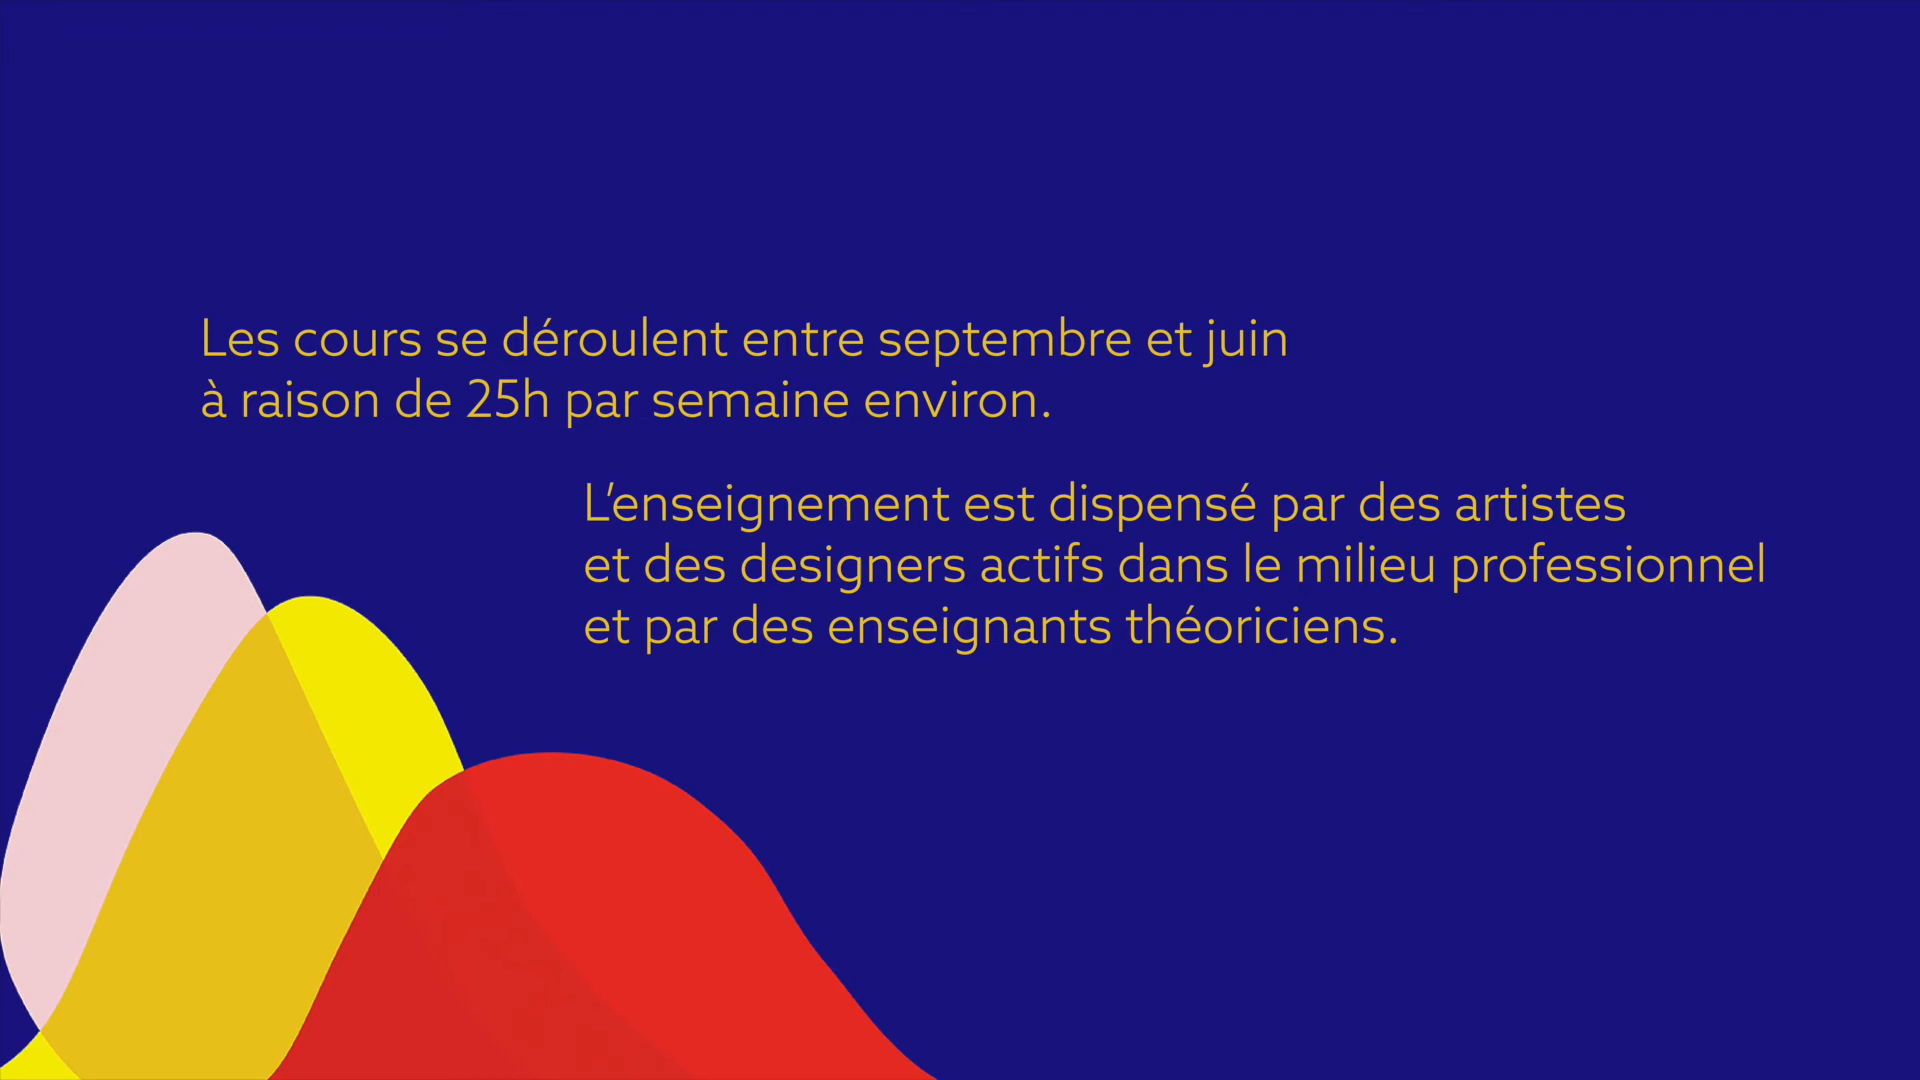 Les cours se déroulent entre septembre et juin
à raison de 25h par semaine environ.
L'enseignement est dispensé par des artistes
et des designers actifs dans le milieu professionnel
et par des enseignants théoriciens.